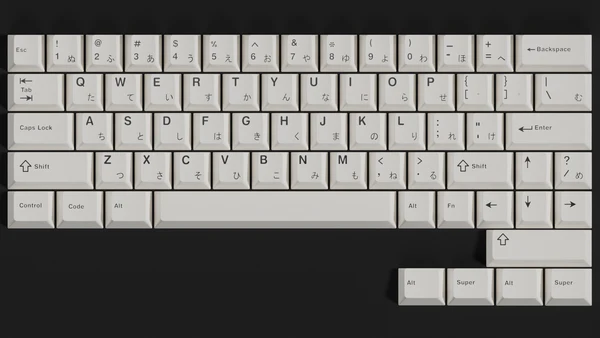 ! @ # $ % ^ & * ( ) _ +
Esc 1 ぬ 2 ふ 3 あ 4 う 5 え 6 お 7 や 8 ゆ 9 よ 0 わ - ほ = へ ← Backspace
Q W E R T Y U I O P { } |
Tab た て い す か ん な に ら せ [ ゛ ] ゜ \ む
A S D F G H J K L : "
Caps Lock ち と し は き く ま の り ; れ ' け Enter
Z X C V B N M < > ?
Shift つ さ そ ひ こ み も , ね . る Shift ↑ / め
Control Code Alt Alt Fn ← ↓ →
Alt Super Alt Super